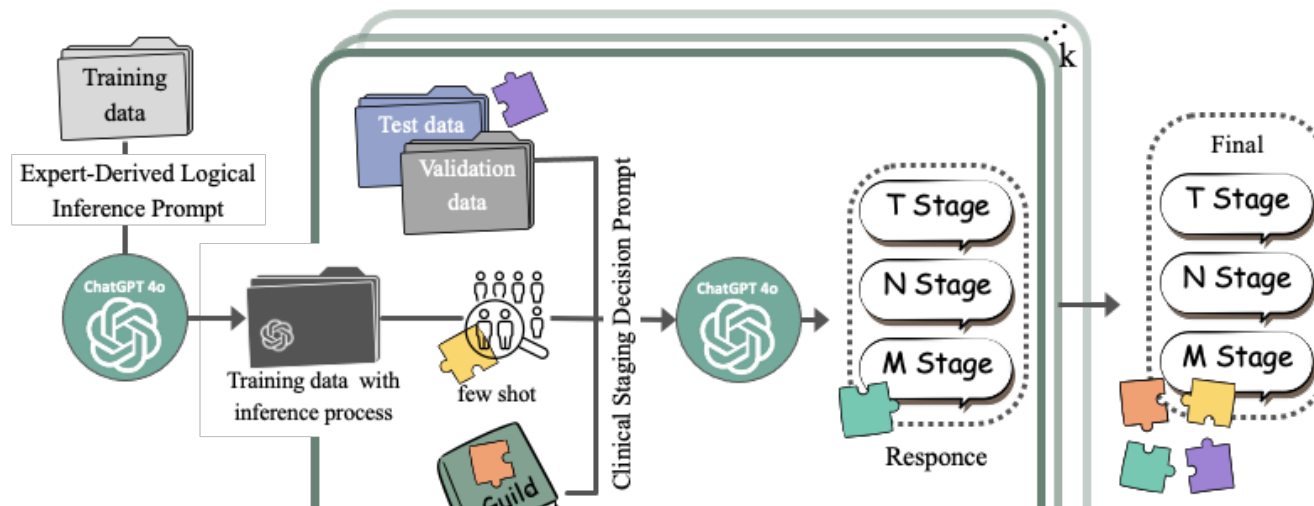 Training
data
Expert-Derived Logical
Inference Prompt
ChatGPT 4o
Training data with
inference process
Test data
Validation
data
few shot
Guild
Clinical Staging Decision Prompt
ChatGPT 4o
T Stage
N Stage
M Stage
Responce
k
Final
T Stage
N Stage
M Stage